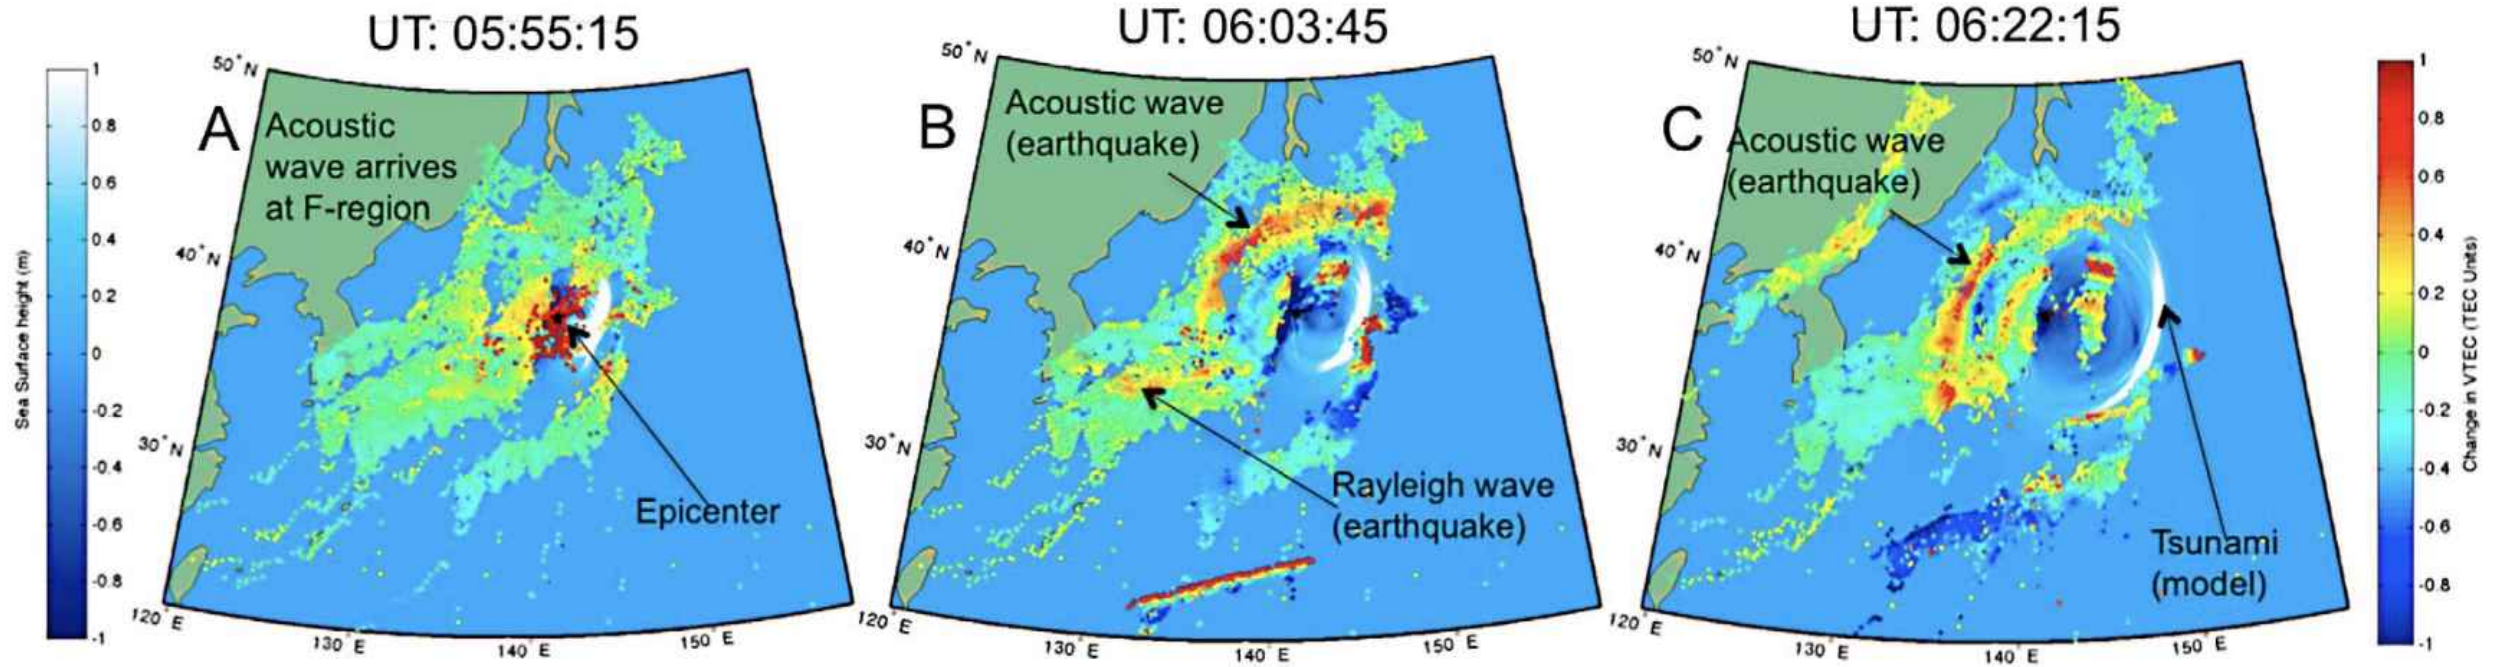 UT: 05:55:15
UT: 06:03:45
UT: 06:22:15
A
Acoustic
wave arrives
at F-region
Epicenter
50°N
40°N
30°N
120°E
130°E
140°E
150°E
Sea Surface height (m)
1
0.8
0.6
0.4
0.2
0
-0.2
-0.4
-0.6
-0.8
-1
B
Acoustic wave
(earthquake)
Rayleigh wave
(earthquake)
50°N
40°N
30°N
120°E
130°E
140°E
150°E
C
Acoustic wave
(earthquake)
Tsunami
(model)
50°N
40°N
30°N
120°E
130°E
140°E
150°E
1
0.8
0.6
0.4
0.2
0
-0.2
-0.4
-0.6
-0.8
-1
Change in VTEC (TEC Units)